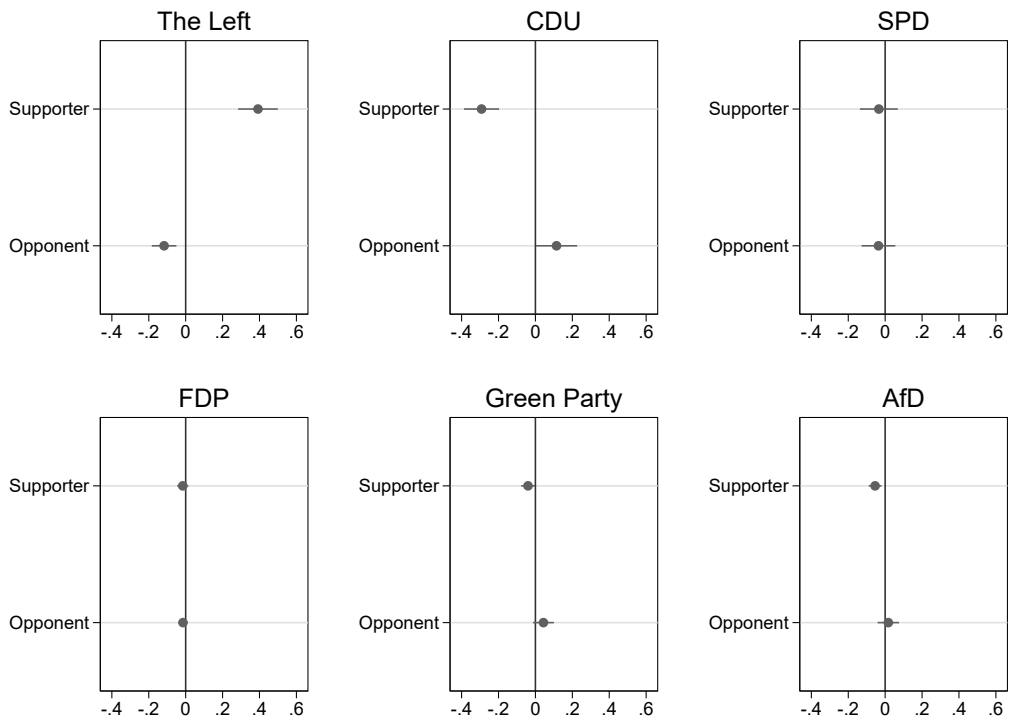 The Left CDU SPD
Supporter Supporter Supporter
Opponent Opponent Opponent
-.4 -.2 0 .2 .4 .6 -.4 -.2 0 .2 .4 .6 -.4 -.2 0 .2 .4 .6
FDP Green Party AfD
Supporter Supporter Supporter
Opponent Opponent Opponent
-.4 -.2 0 .2 .4 .6 -.4 -.2 0 .2 .4 .6 -.4 -.2 0 .2 .4 .6